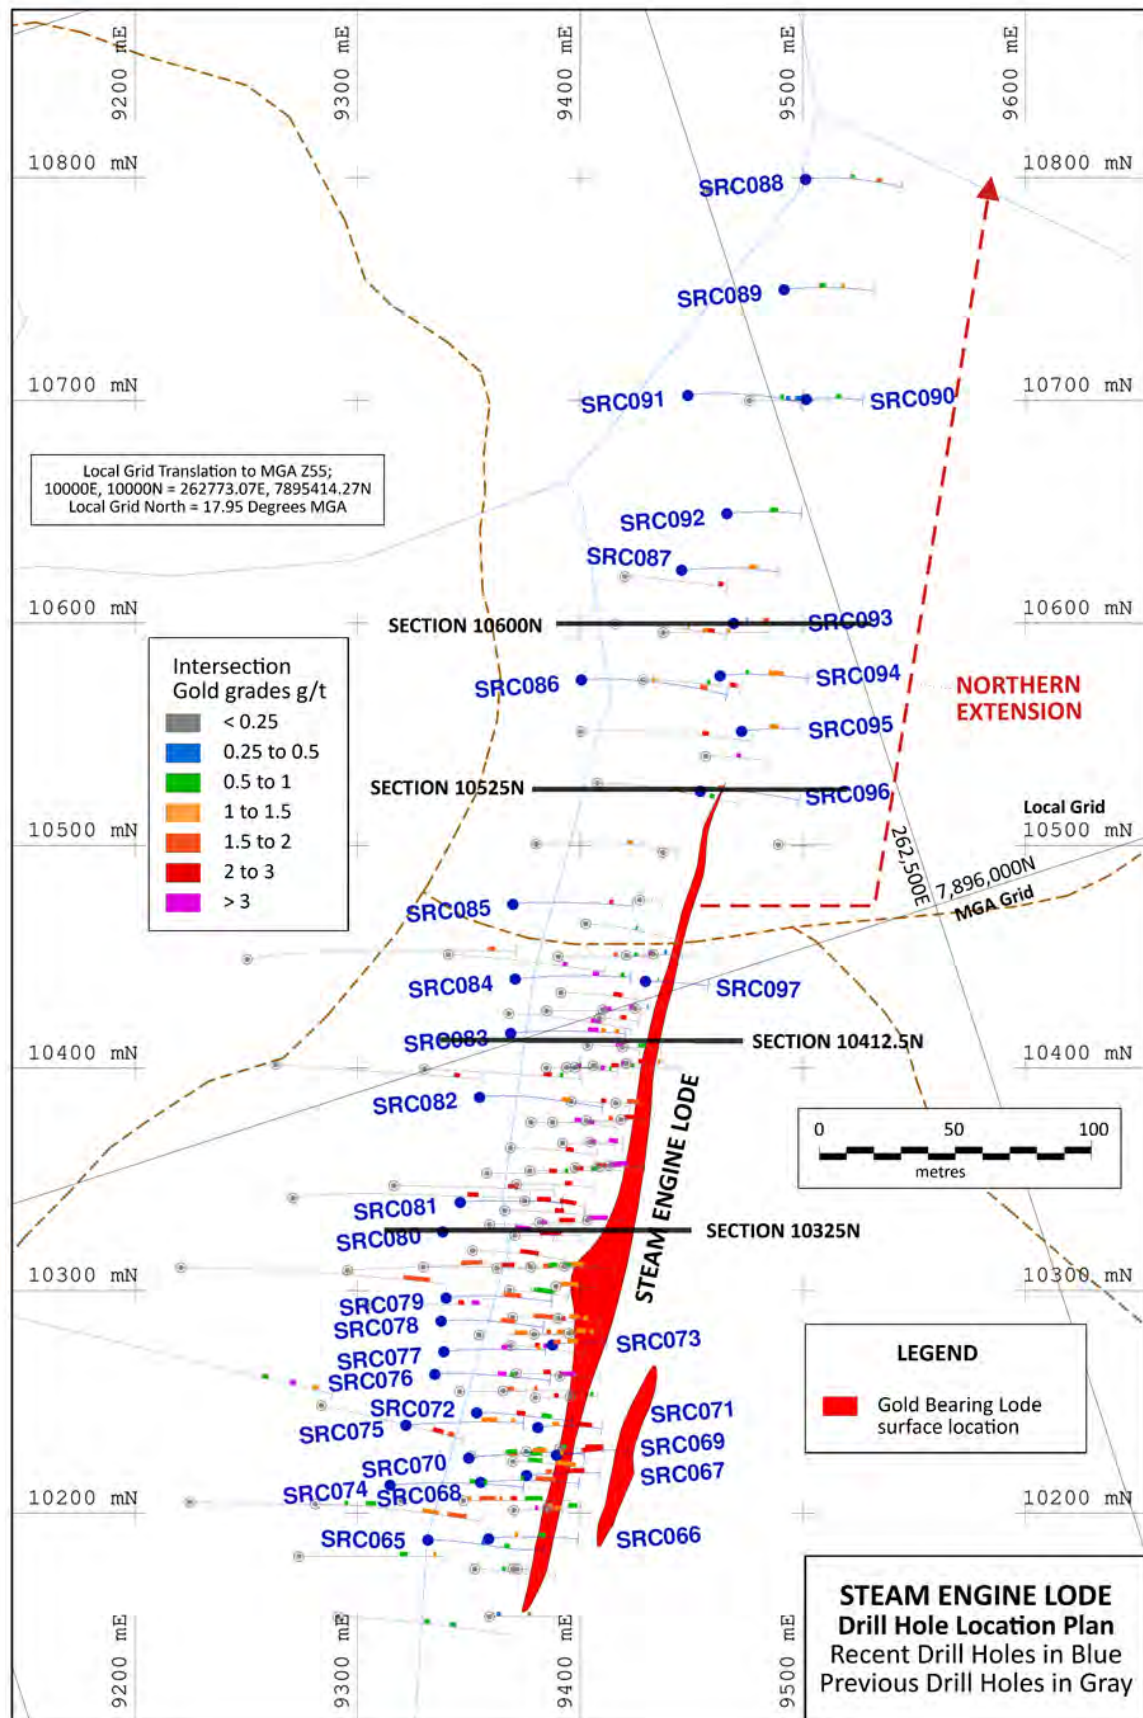 9200 mE
9300 mE
9400 mE
9500 mE
9600 mE
10800 mN
10800 mN
SRC088
SRC089
10700 mN
10700 mN
SRC091
SRC090
Local Grid Translation to MGA Z55;
10000E, 10000N = 262773.07E, 7895414.27N
Local Grid North = 17.95 Degrees MGA
SRC092
SRC087
10600 mN
10600 mN
SECTION 10600N
SRC093
SRC086
SRC094
NORTHERN
EXTENSION
Intersection
Gold grades g/t
< 0.25
0.25 to 0.5
0.5 to 1
1 to 1.5
1.5 to 2
2 to 3
> 3
SRC095
SECTION 10525N
SRC096
Local Grid
10500 mN
10500 mN
262,500E
7,896,000N
MGA Grid
SRC085
SRC084
SRC097
SRC083
SECTION 10412.5N
10400 mN
10400 mN
SRC082
STEAM ENGINE LODE
0 50 100
metres
SRC081
SRC080
SECTION 10325N
10300 mN
10300 mN
SRC079
SRC078
SRC073
SRC077
SRC076
LEGEND
Gold Bearing Lode
surface location
SRC072
SRC071
SRC075
SRC069
SRC070
SRC067
SRC074
SRC068
10200 mN
10200 mN
SRC065
SRC066
STEAM ENGINE LODE
Drill Hole Location Plan
Recent Drill Holes in Blue
Previous Drill Holes in Gray
9200 mE
9300 mE
9400 mE
9500 mE